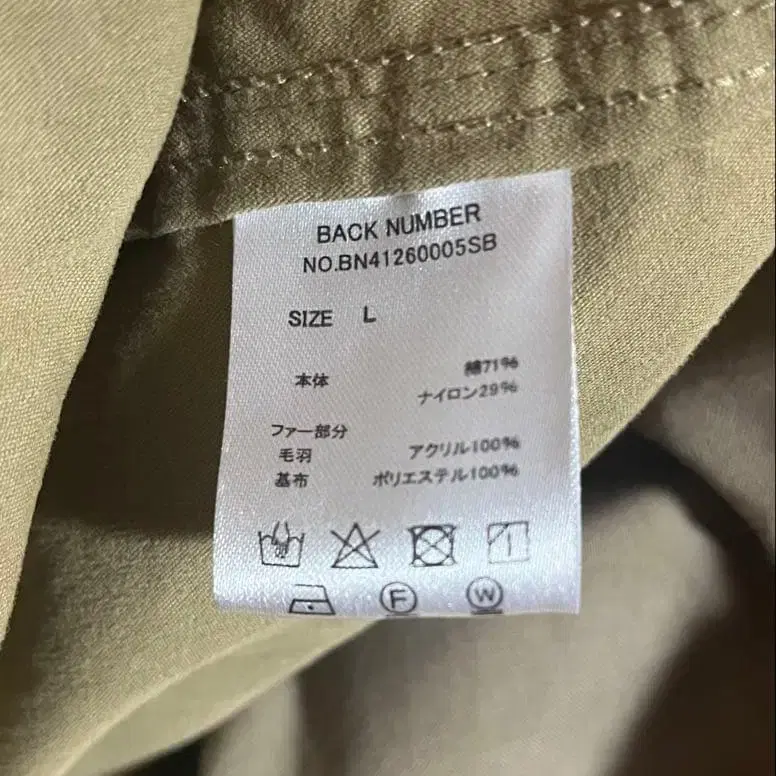 BACK NUMBER
NO.BN41260005SB
SIZE L
本体 綿71%
ナイロン29%
ファー部分
毛羽 アクリル100%
基布 ポリエステル100%
F W